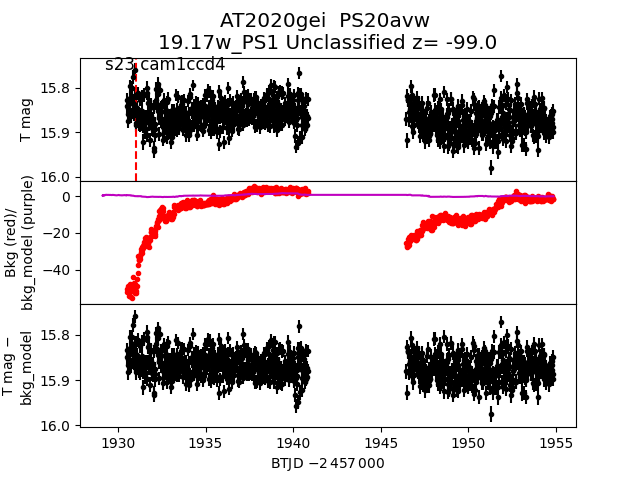 AT2020gei  PS20avw
19.17w_PS1 Unclassified z= -99.0
s23 cam1ccd4
15.8
15.9
16.0
T mag
0
−20
−40
Bkg (red)/
bkg_model (purple)
15.8
15.9
16.0
T mag −
bkg_model
1930 1935 1940 1945 1950 1955
BTJD −2 457 000